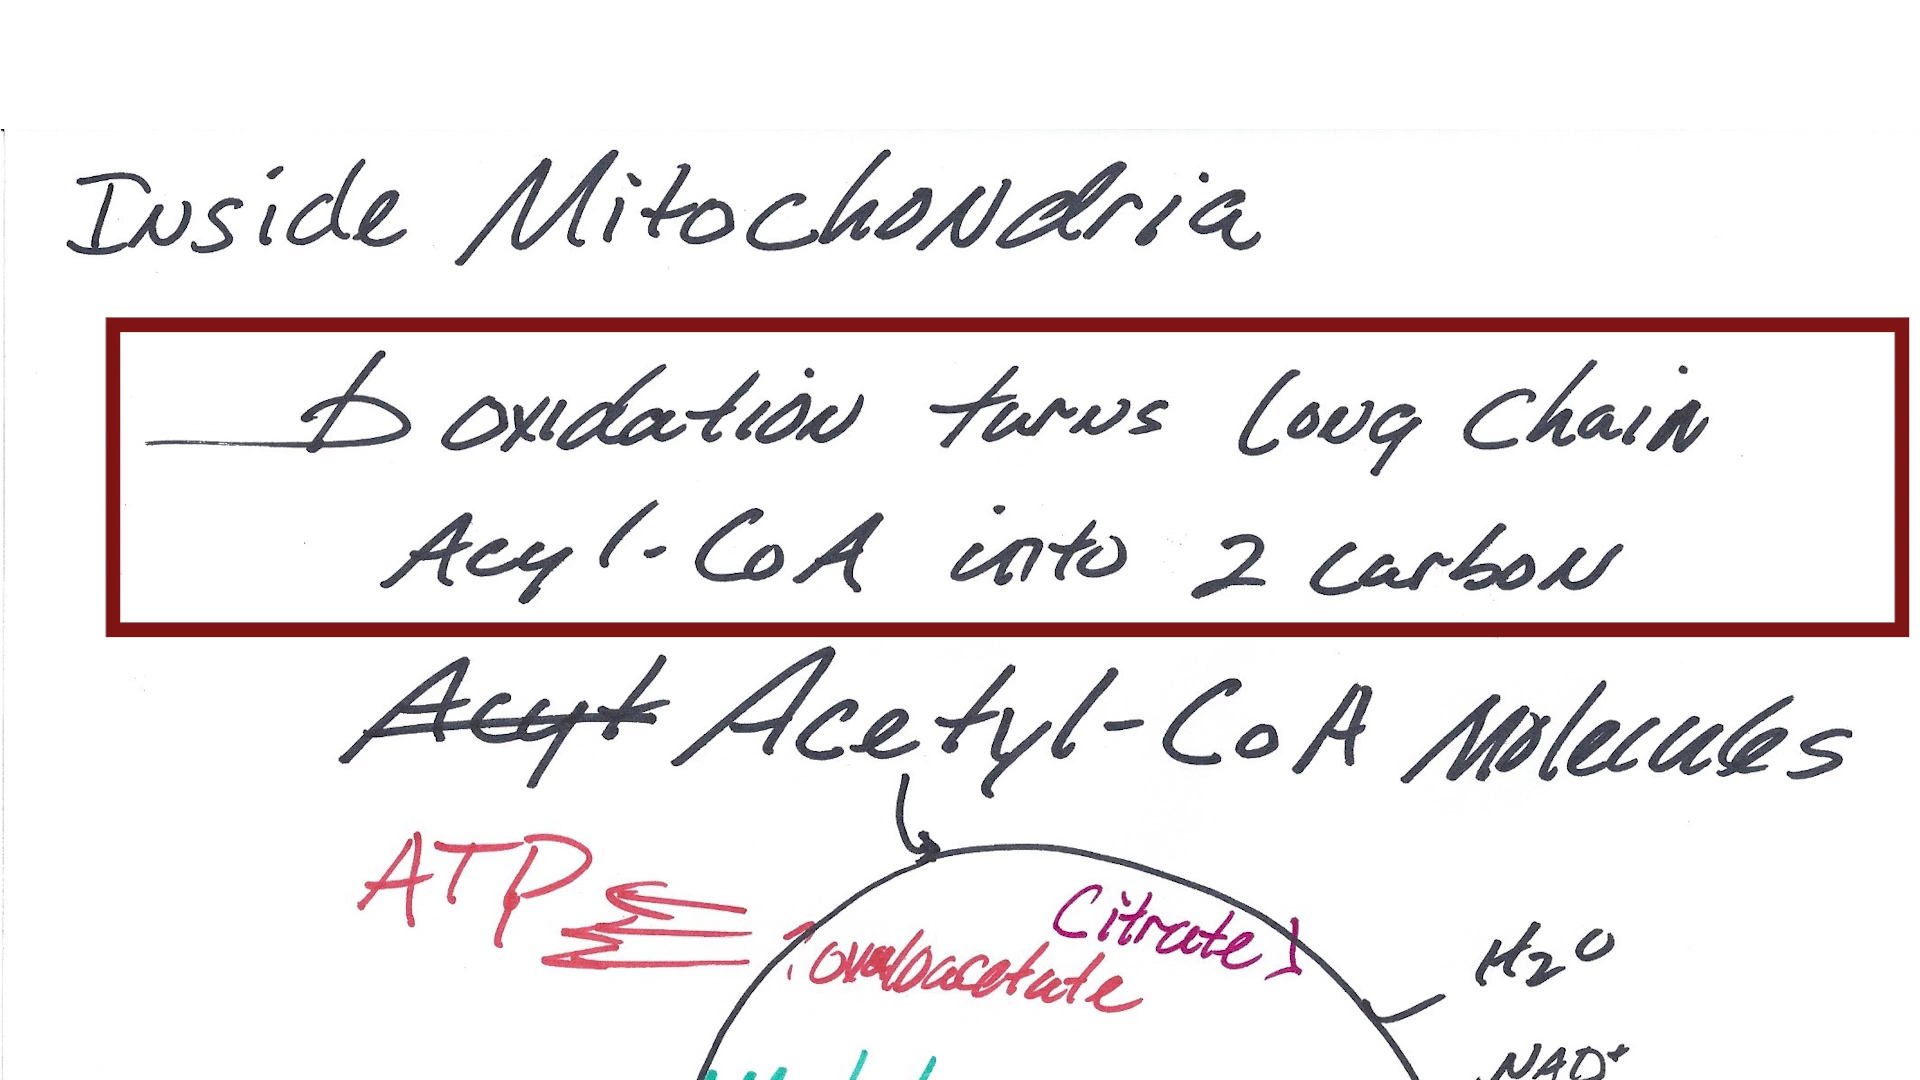 Inside Mitochondria
oxidation turns long chain
Acyl-CoA into 2 carbon
Acyl Acetyl-CoA Molecules
ATP
Citrate
oxaloacetate
H2O
NAD+